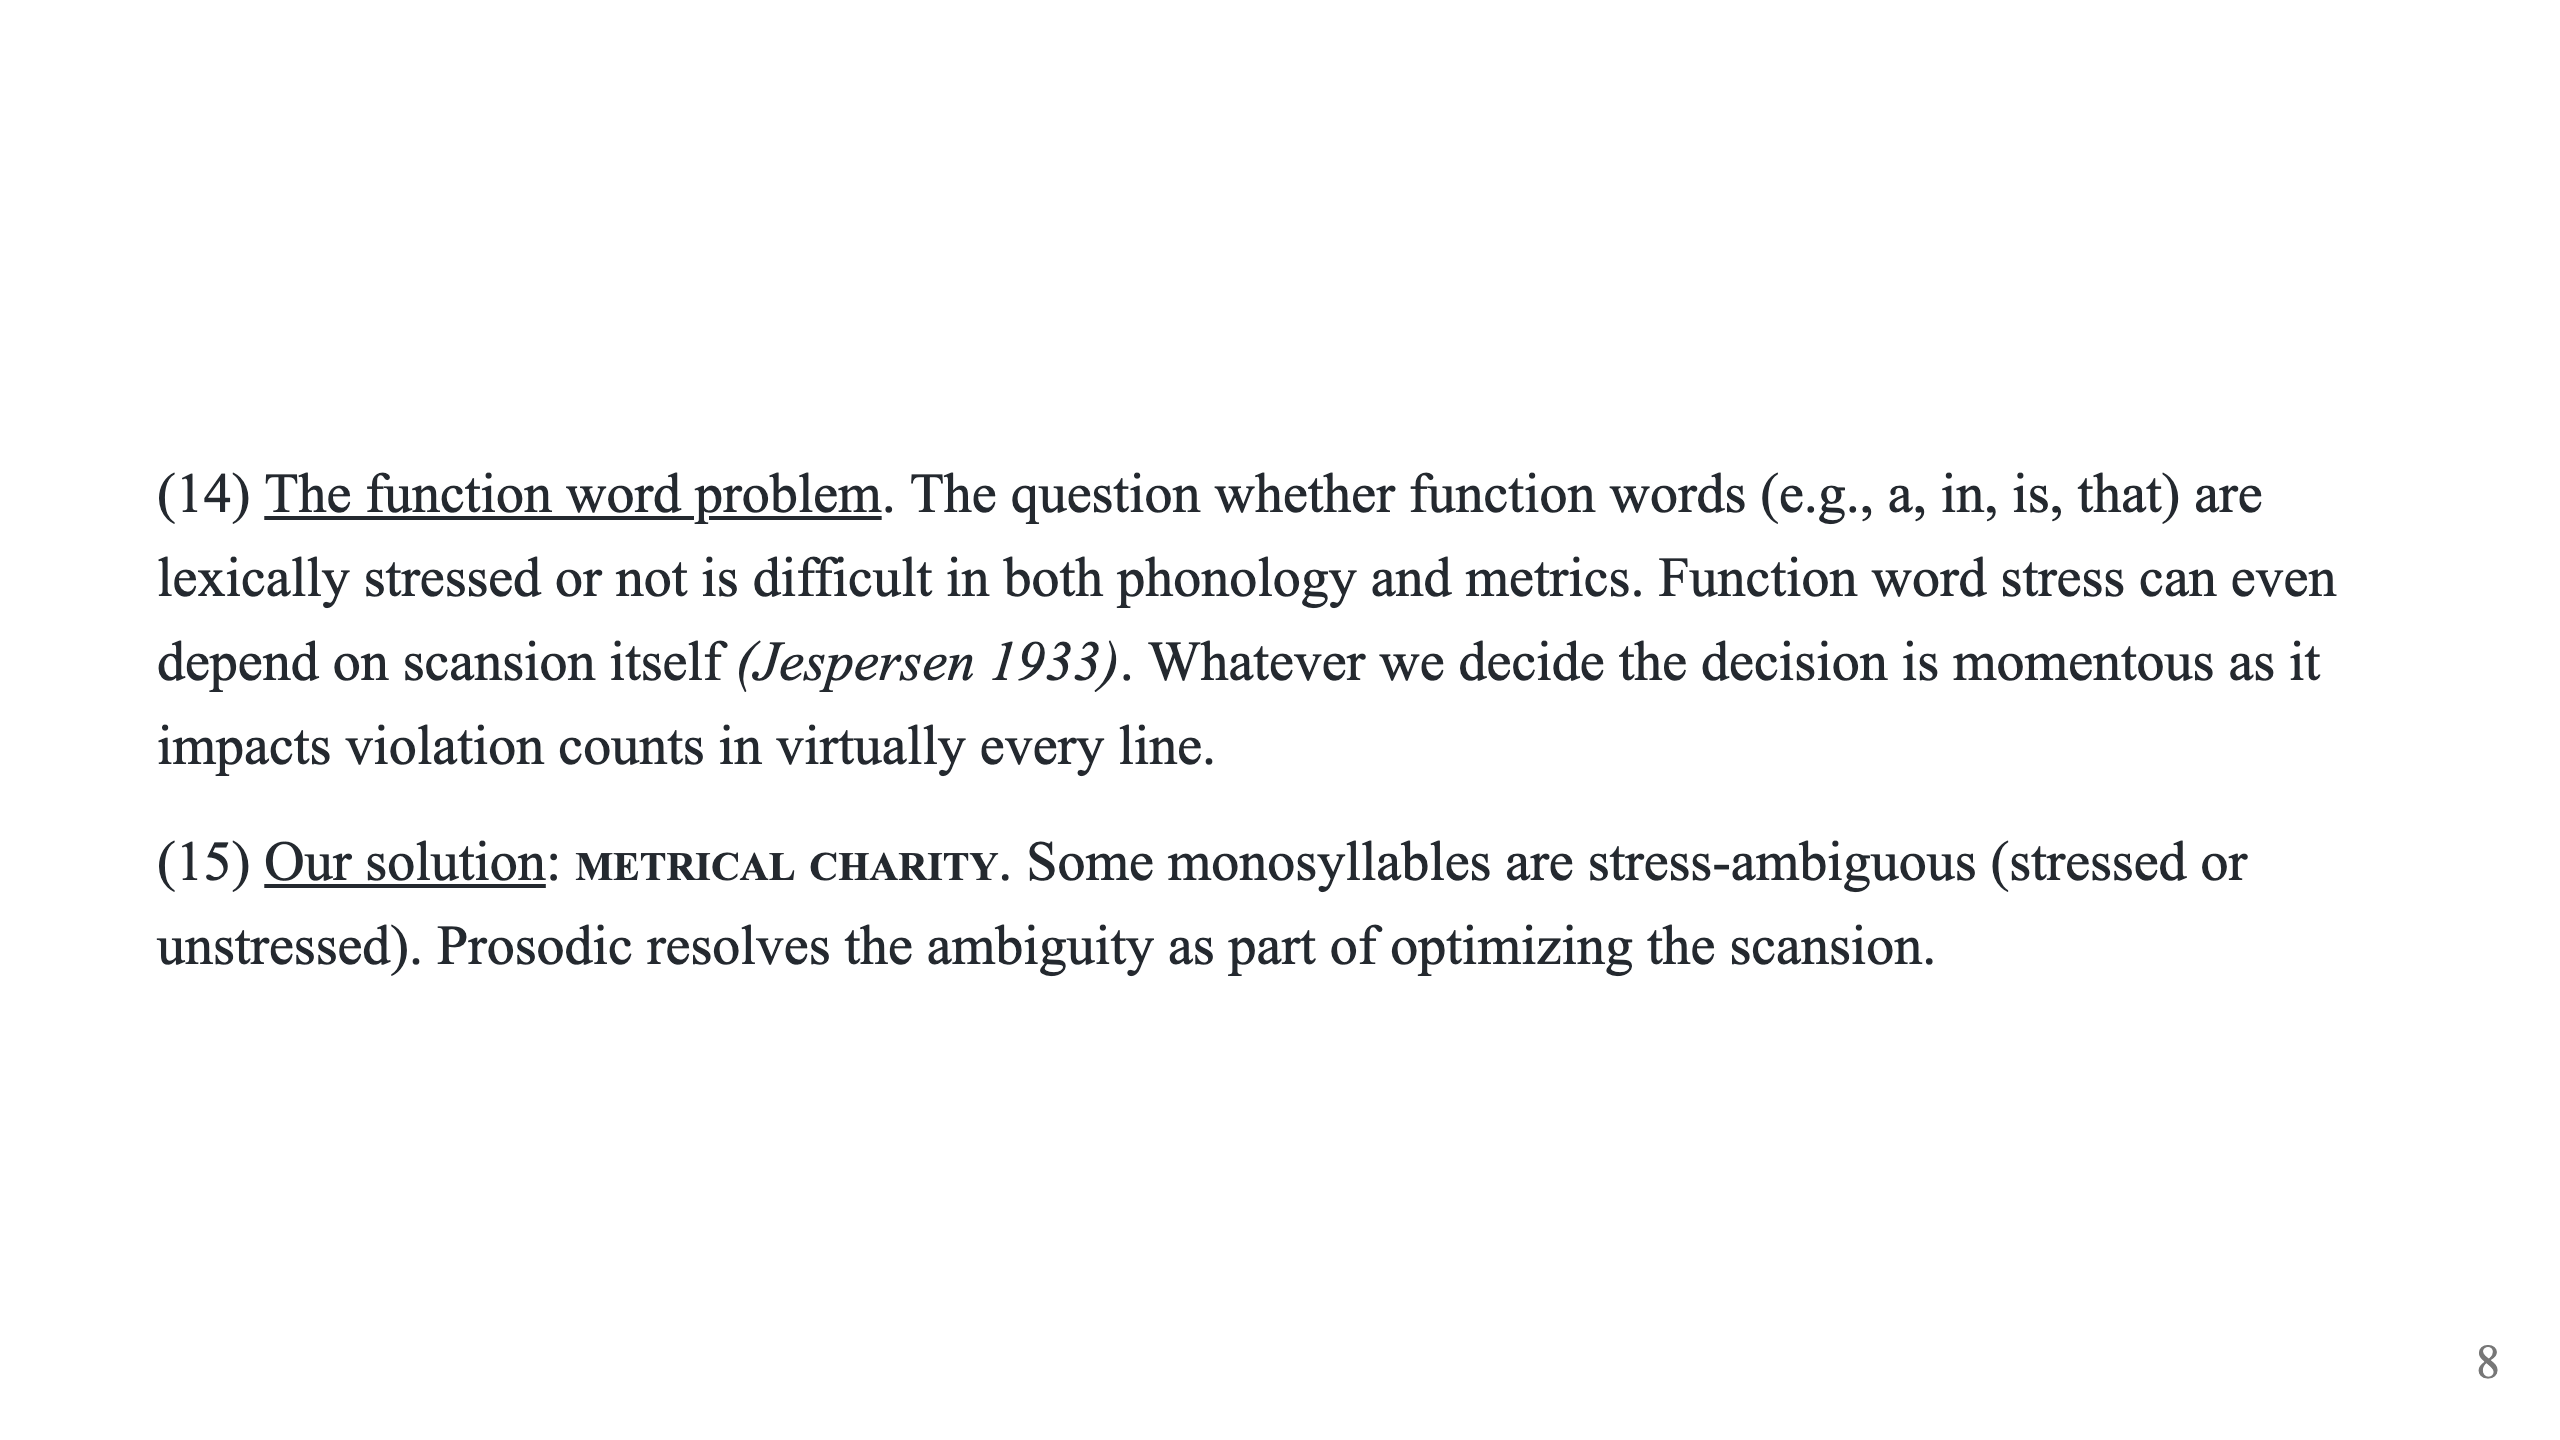 (14) The function word problem. The question whether function words (e.g., a, in, is, that) are
lexically stressed or not is difficult in both phonology and metrics. Function word stress can even
depend on scansion itself (Jespersen 1933). Whatever we decide the decision is momentous as it
impacts violation counts in virtually every line.
(15) Our solution: METRICAL CHARITY. Some monosyllables are stress-ambiguous (stressed or
unstressed). Prosodic resolves the ambiguity as part of optimizing the scansion.
8